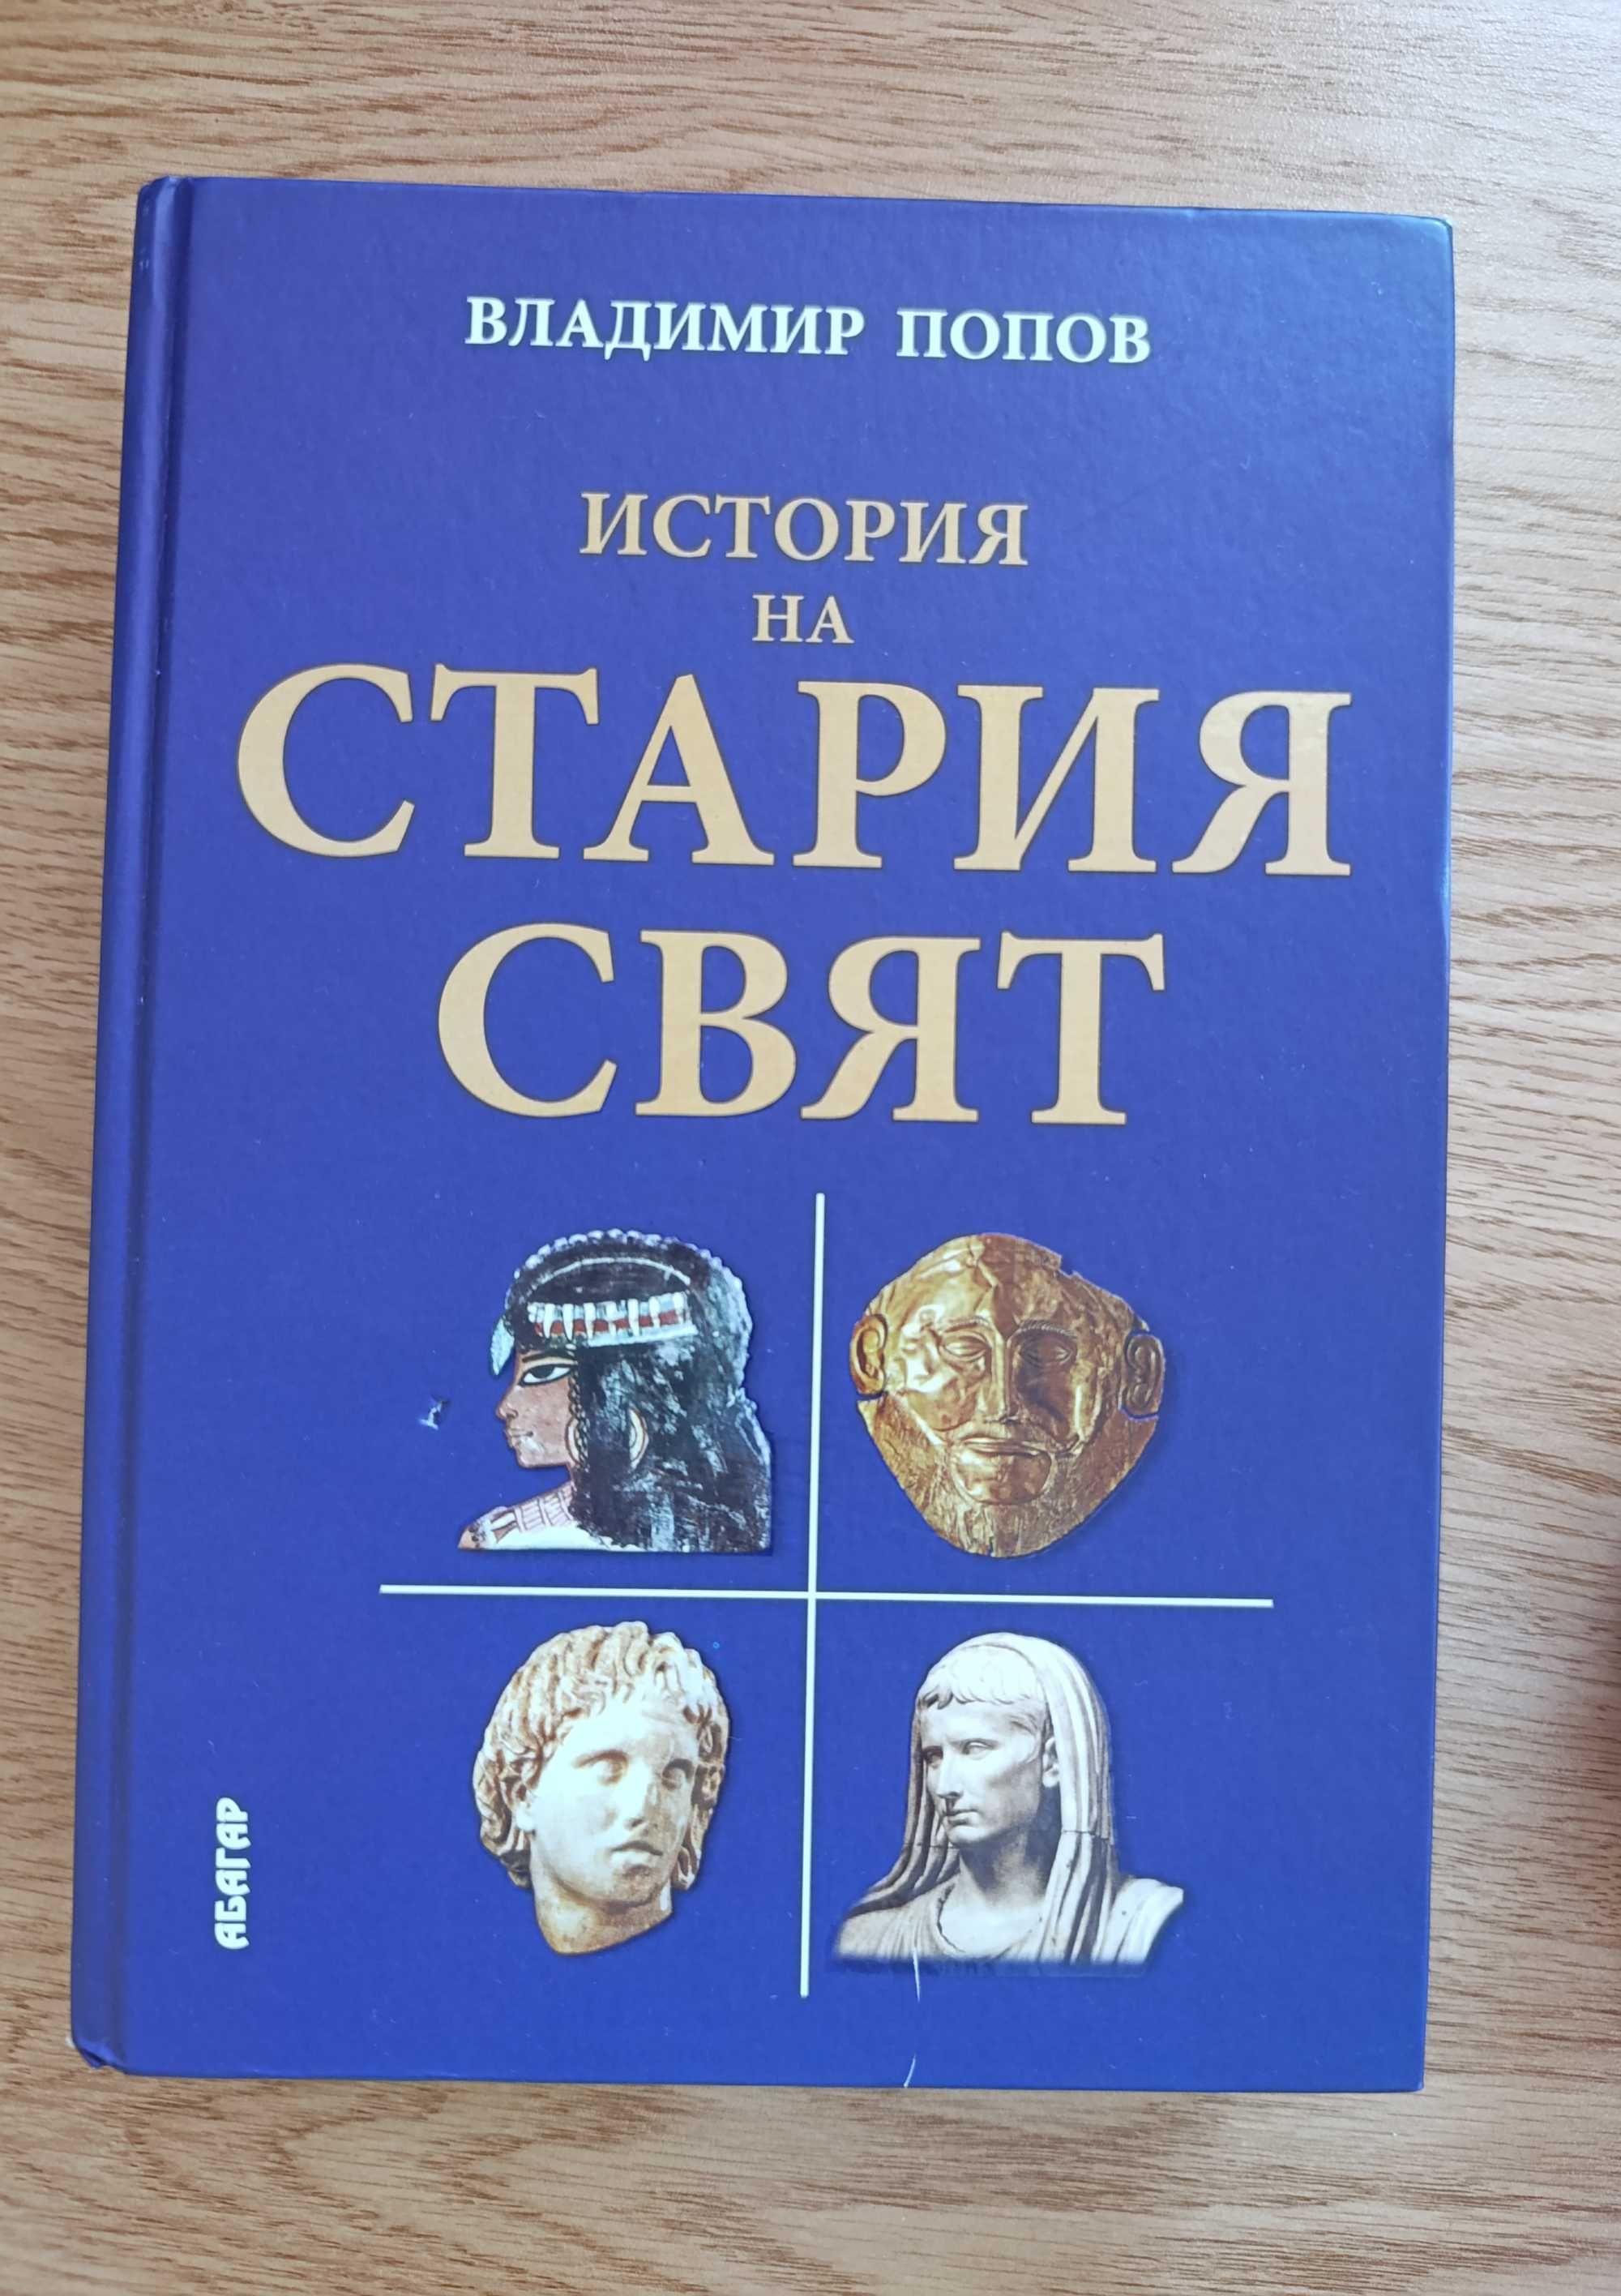 ВЛАДИМИР ПОПОВ
ИСТОРИЯ
НА
СТАРИЯ
СВЯТ
АБАГАР